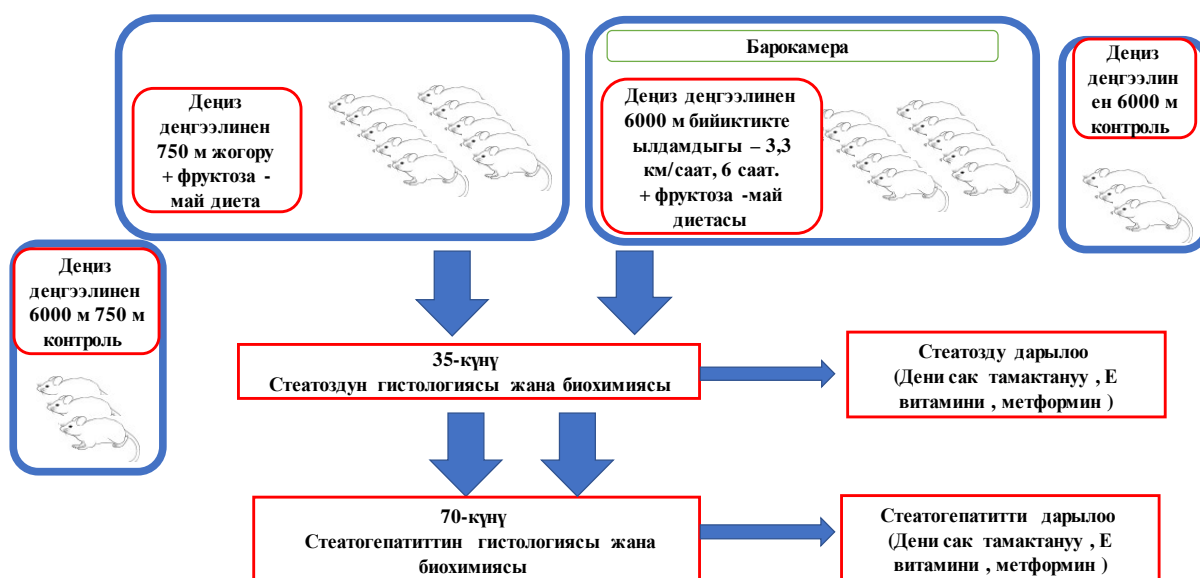 Деңиз
деңгээлинен
750 м жогору
+ фруктоза -
май диета
Барокамера
Деңиз деңгээлинен
6000 м бийиктикте
ылдамдыгы – 3,3
км/саат, 6 саат.
+ фруктоза -май
диетасы
Деңиз
деңгээлин
ен 6000 м
контроль
Деңиз
деңгээлинен
6000 м 750 м
контроль
35-күнү
Стеатоздун гистологиясы жана биохимиясы
Стеатозду дарылоо
(Дени сак тамактануу , Е
витамини , метформин )
70-күнү
Стеатогепатиттин гистологиясы жана
биохимиясы
Стеатогепатитти дарылоо
(Дени сак тамактануу , Е
витамини , метформин )